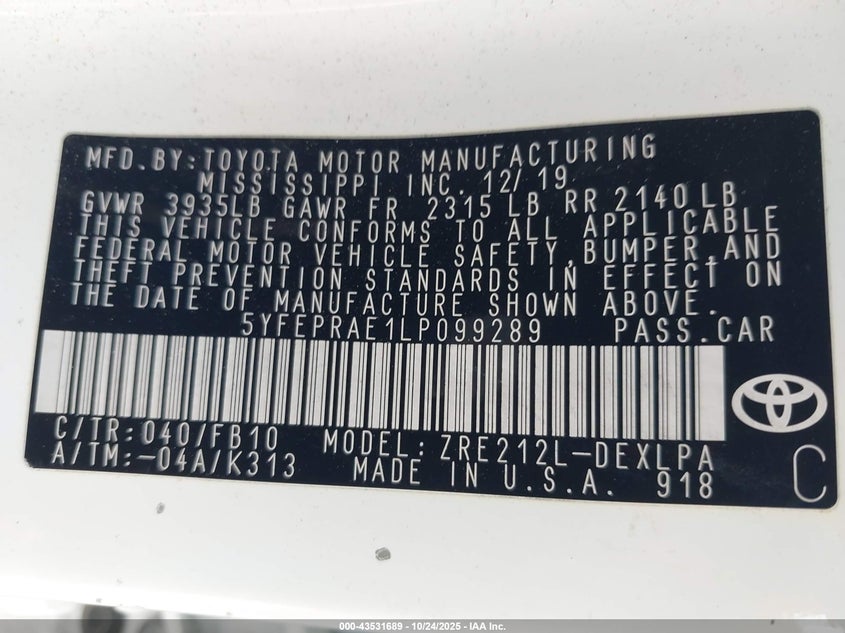 MFD.BY:TOYOTA MOTOR MANUFACTURING
MISSISSIPPI INC. 12/19
GVWR 3935LB GAWR FR 2315 LB RR 2140 LB
THIS VEHICLE CONFORMS TO ALL APPLICABLE
FEDERAL MOTOR VEHICLE SAFETY,BUMPER,AND
THEFT PREVENTION STANDARDS IN EFFECT ON
THE DATE OF MANUFACTURE SHOWN ABOVE.
5YFEPRAE1LP099289 PASS.CAR
C/TR:040/FB10 MODEL:ZRE212L-DEXLPA
A/TM:-04A/K313 MADE IN U.S.A. 918 C
000-43531689 - 10/24/2025 - IAA Inc.